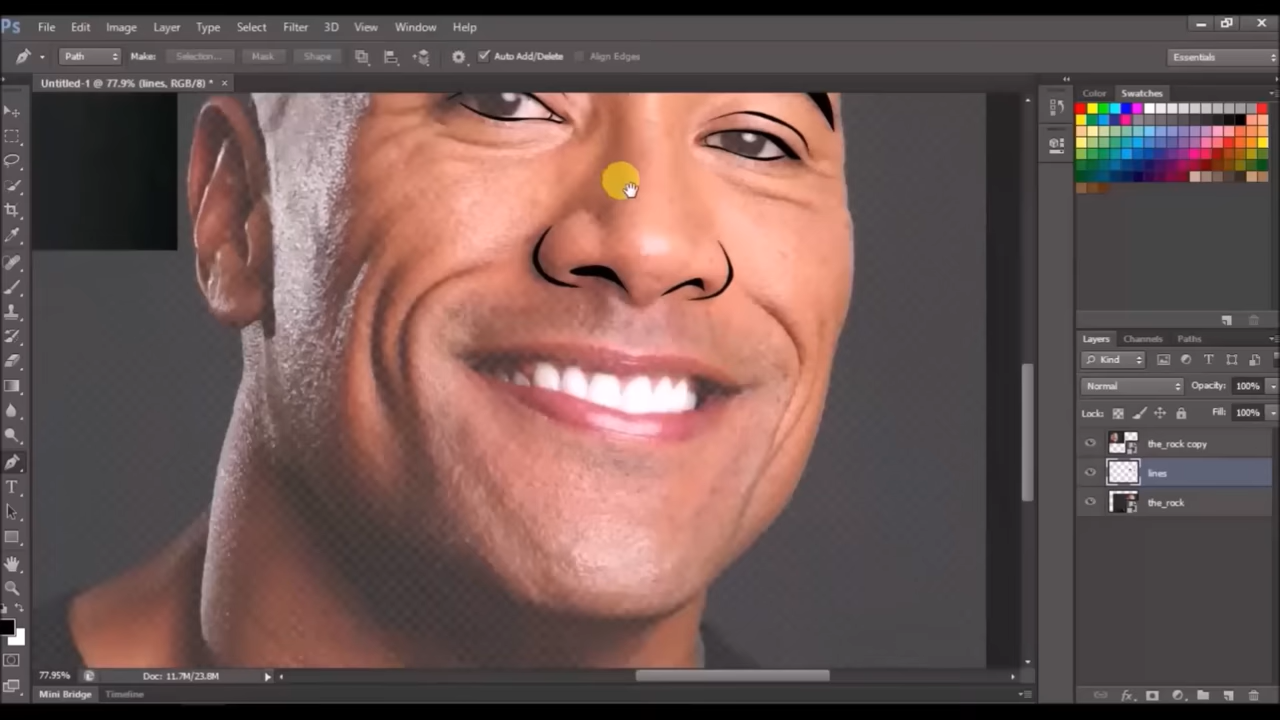 Ps File Edit Image Layer Type Select Filter 3D View Window Help
Path Make: Selection... Mask Shape Auto Add/Delete Align Edges Essentials
Untitled-1 @ 77.9% (lines, RGB/8) * ×
Color Swatches
Layers Channels Paths
Kind
Normal Opacity: 100%
Lock: Fill: 100%
the_rock copy
lines
the_rock
77.95% Doc: 11.7M/23.8M
Mini Bridge Timeline